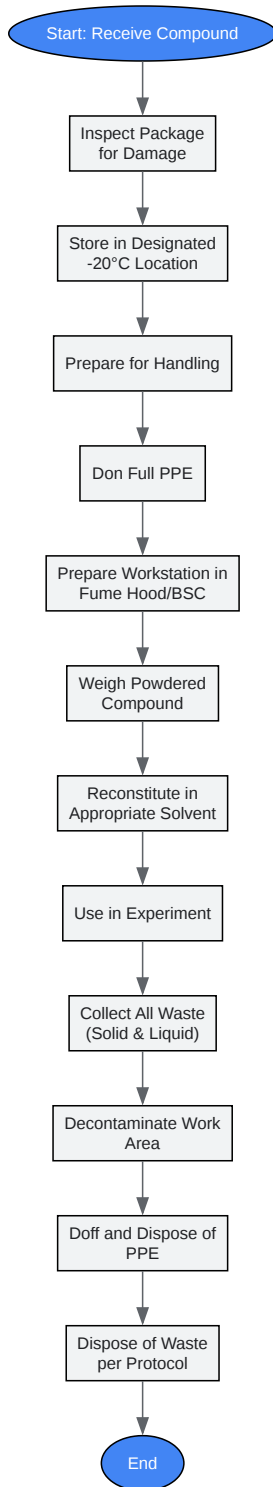 Start: Receive Compound
Inspect Package
for Damage
Store in Designated
-20°C Location
Prepare for Handling
Don Full PPE
Prepare Workstation in
Fume Hood/BSC
Weigh Powdered
Compound
Reconstitute in
Appropriate Solvent
Use in Experiment
Collect All Waste
(Solid & Liquid)
Decontaminate Work
Area
Doff and Dispose of
PPE
Dispose of Waste
per Protocol
End